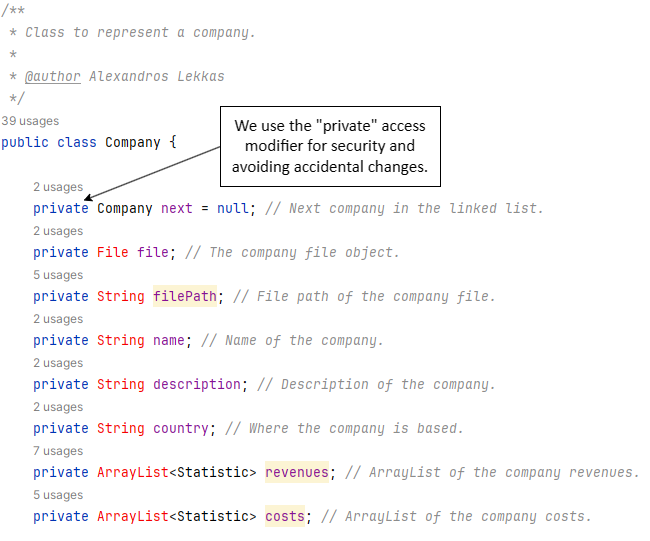 /**
 * Class to represent a company.
 *
 * @author Alexandros Lekkas
 */
39 usages
public class Company {
We use the "private" access
modifier for security and
avoiding accidental changes.
2 usages
private Company next = null; // Next company in the linked list.
2 usages
private File file; // The company file object.
5 usages
private String filePath; // File path of the company file.
2 usages
private String name; // Name of the company.
2 usages
private String description; // Description of the company.
2 usages
private String country; // Where the company is based.
7 usages
private ArrayList<Statistic> revenues; // ArrayList of the company revenues.
5 usages
private ArrayList<Statistic> costs; // ArrayList of the company costs.